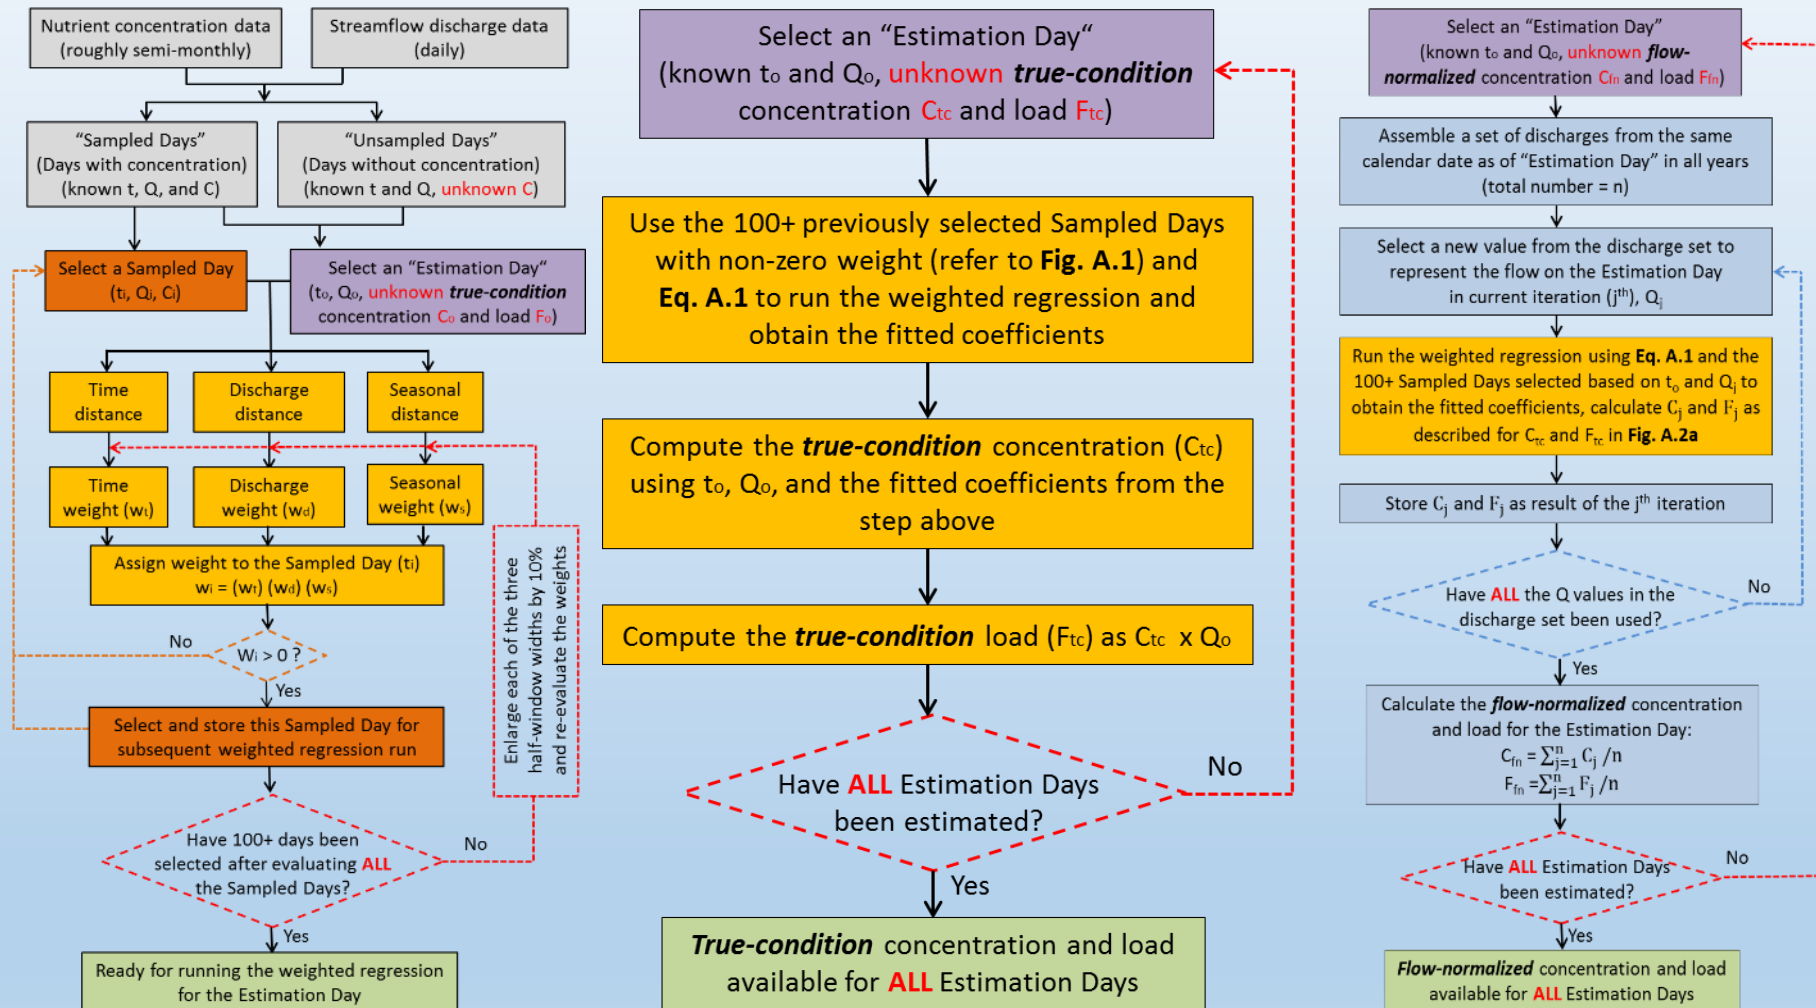 Nutrient concentration data
(roughly semi-monthly)
Streamflow discharge data
(daily)
“Sampled Days”
(Days with concentration)
(known t, Q, and C)
“Unsampled Days”
(Days without concentration)
(known t and Q, unknown C)
Select a Sampled Day
(ti, Qi, Ci)
Select an “Estimation Day“
(to, Qo, unknown true-condition
concentration Co and load Fo)
Time
distance
Discharge
distance
Seasonal
distance
Time
weight (wt)
Discharge
weight (wd)
Seasonal
weight (ws)
Assign weight to the Sampled Day (ti)
wi = (wt) (wd) (ws)
No
Wi > 0 ?
Yes
Select and store this Sampled Day for
subsequent weighted regression run
Enlarge each of the three
half-window widths by 10%
and re-evaluate the weights
Have 100+ days been
selected after evaluating ALL
the Sampled Days?
No
Yes
Ready for running the weighted regression
for the Estimation Day
Select an “Estimation Day“
(known to and Qo, unknown true-condition
concentration Ctc and load Ftc)
Use the 100+ previously selected Sampled Days
with non-zero weight (refer to Fig. A.1) and
Eq. A.1 to run the weighted regression and
obtain the fitted coefficients
Compute the true-condition concentration (Ctc)
using to, Qo, and the fitted coefficients from the
step above
Compute the true-condition load (Ftc) as Ctc x Qo
Have ALL Estimation Days
been estimated?
No
Yes
True-condition concentration and load
available for ALL Estimation Days
Select an “Estimation Day”
(known to and Qo, unknown flow-
normalized concentration Cfn and load Ffn)
Assemble a set of discharges from the same
calendar date as of “Estimation Day” in all years
(total number = n)
Select a new value from the discharge set to
represent the flow on the Estimation Day
in current iteration (jth), Qj
Run the weighted regression using Eq. A.1 and the
100+ Sampled Days selected based on to and Qj to
obtain the fitted coefficients, calculate Cj and Fj as
described for Ctc and Ftc in Fig. A.2a
Store Cj and Fj as result of the jth iteration
Have ALL the Q values in the
discharge set been used?
No
Yes
Calculate the flow-normalized concentration
and load for the Estimation Day:
Cfn = ∑nj=1 Cj /n
Ffn =∑nj=1 Fj /n
Have ALL Estimation Days
been estimated?
No
Yes
Flow-normalized concentration and load
available for ALL Estimation Days